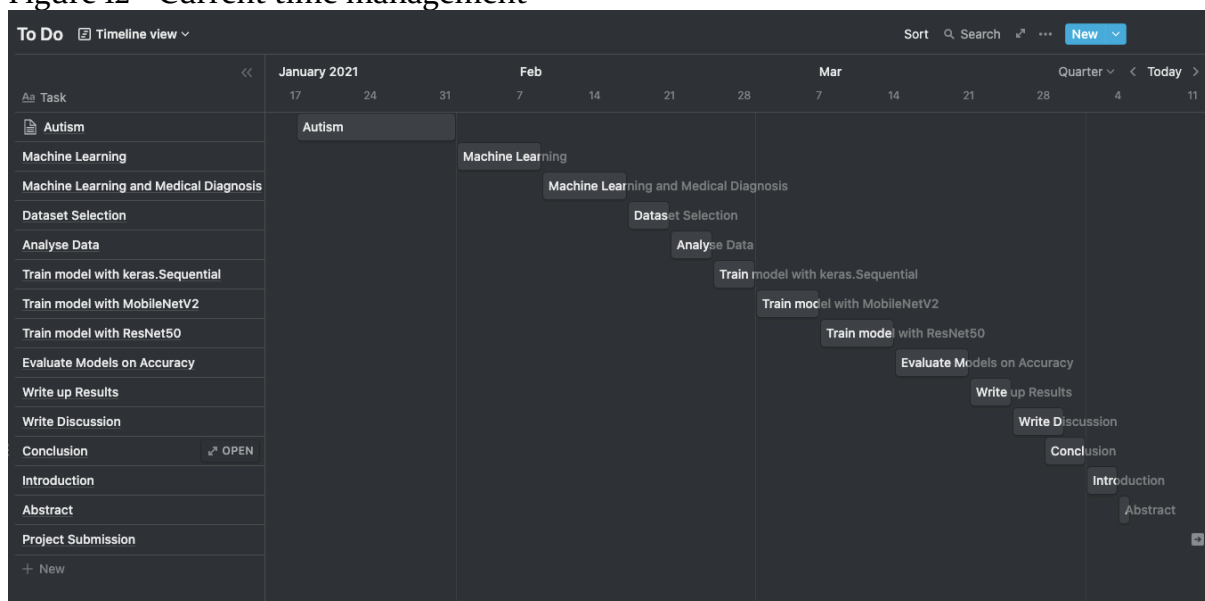 Figure 12 - Current time management
To Do Timeline view Sort Search ... New
January 2021 Feb Mar Quarter Today
Aa Task 17 24 31 7 14 21 28 7 14 21 28 4 11
Autism Autism
Machine Learning Machine Learning
Machine Learning and Medical Diagnosis Machine Learning and Medical Diagnosis
Dataset Selection Dataset Selection
Analyse Data Analyse Data
Train model with keras.Sequential Train model with keras.Sequential
Train model with MobileNetV2 Train model with MobileNetV2
Train model with ResNet50 Train model with ResNet50
Evaluate Models on Accuracy Evaluate Models on Accuracy
Write up Results Write up Results
Write Discussion Write Discussion
Conclusion OPEN Conclusion
Introduction Introduction
Abstract Abstract
Project Submission
+ New